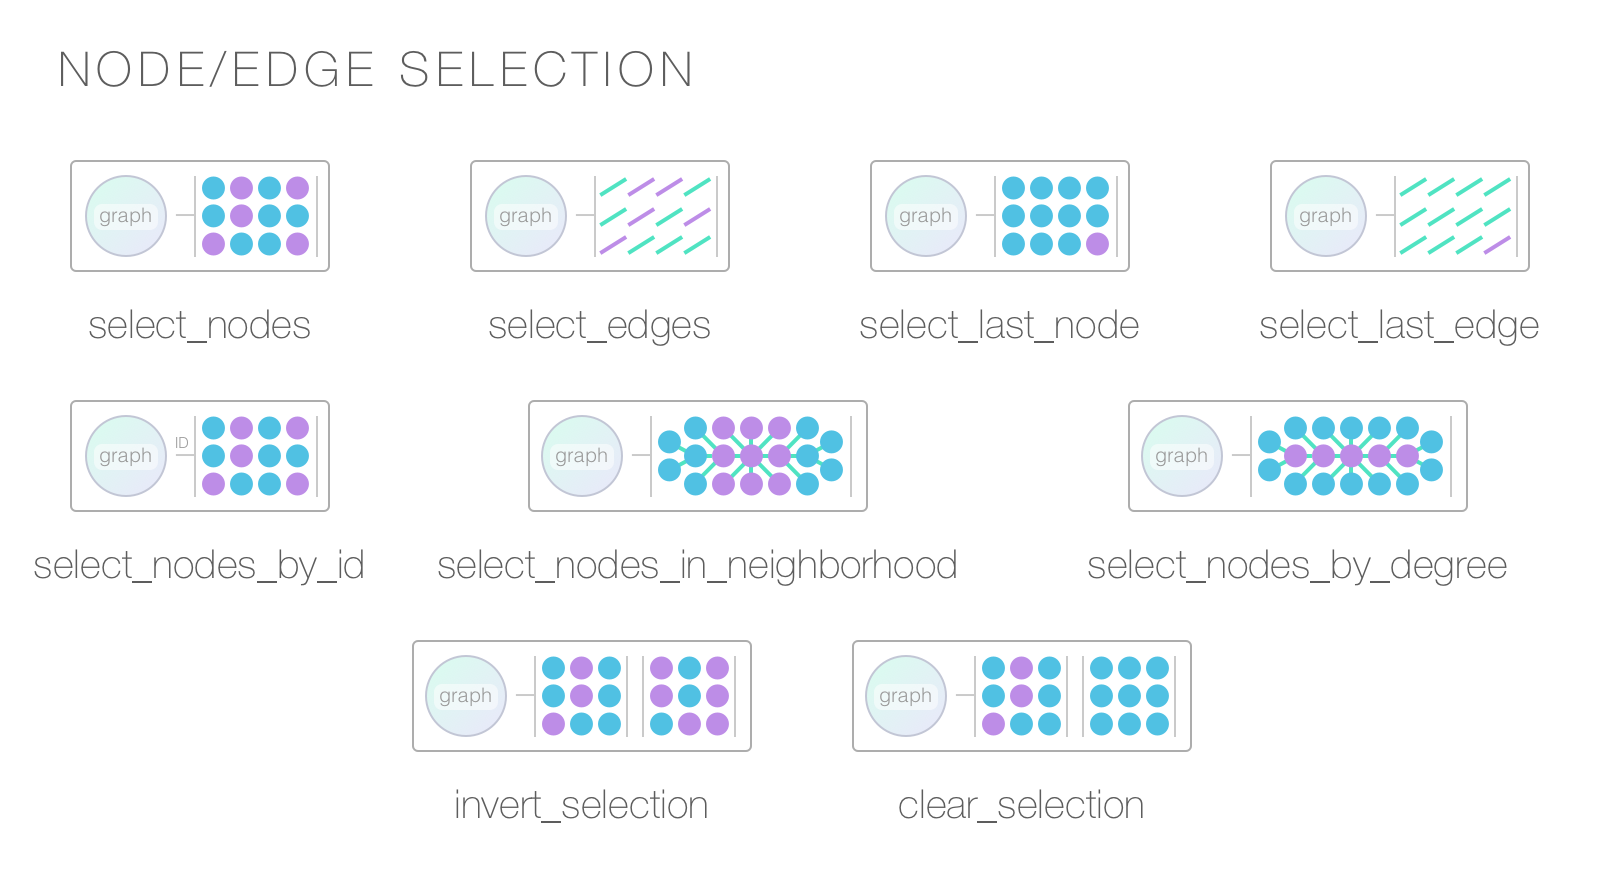 NODE/EDGE SELECTION
graph
graph
graph
graph
select_nodes
select_edges
select_last_node
select_last_edge
graph
ID
graph
graph
select_nodes_by_id
select_nodes_in_neighborhood
select_nodes_by_degree
graph
graph
invert_selection
clear_selection